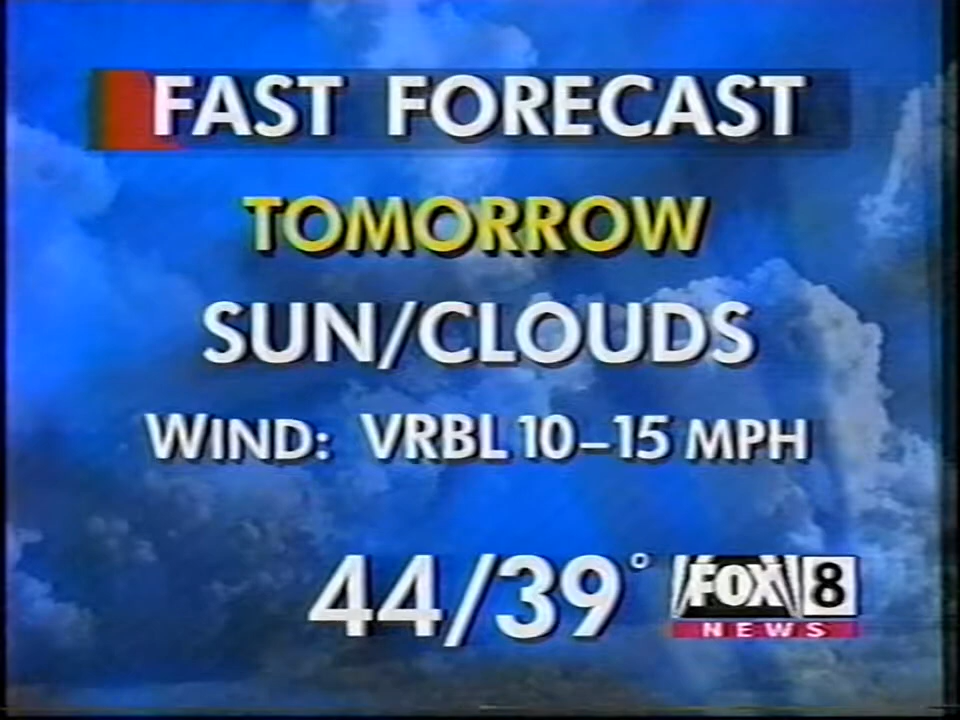 FAST FORECAST
TOMORROW
SUN/CLOUDS
WIND: VRBL 10–15 MPH
44/39°
FOX 8
NEWS